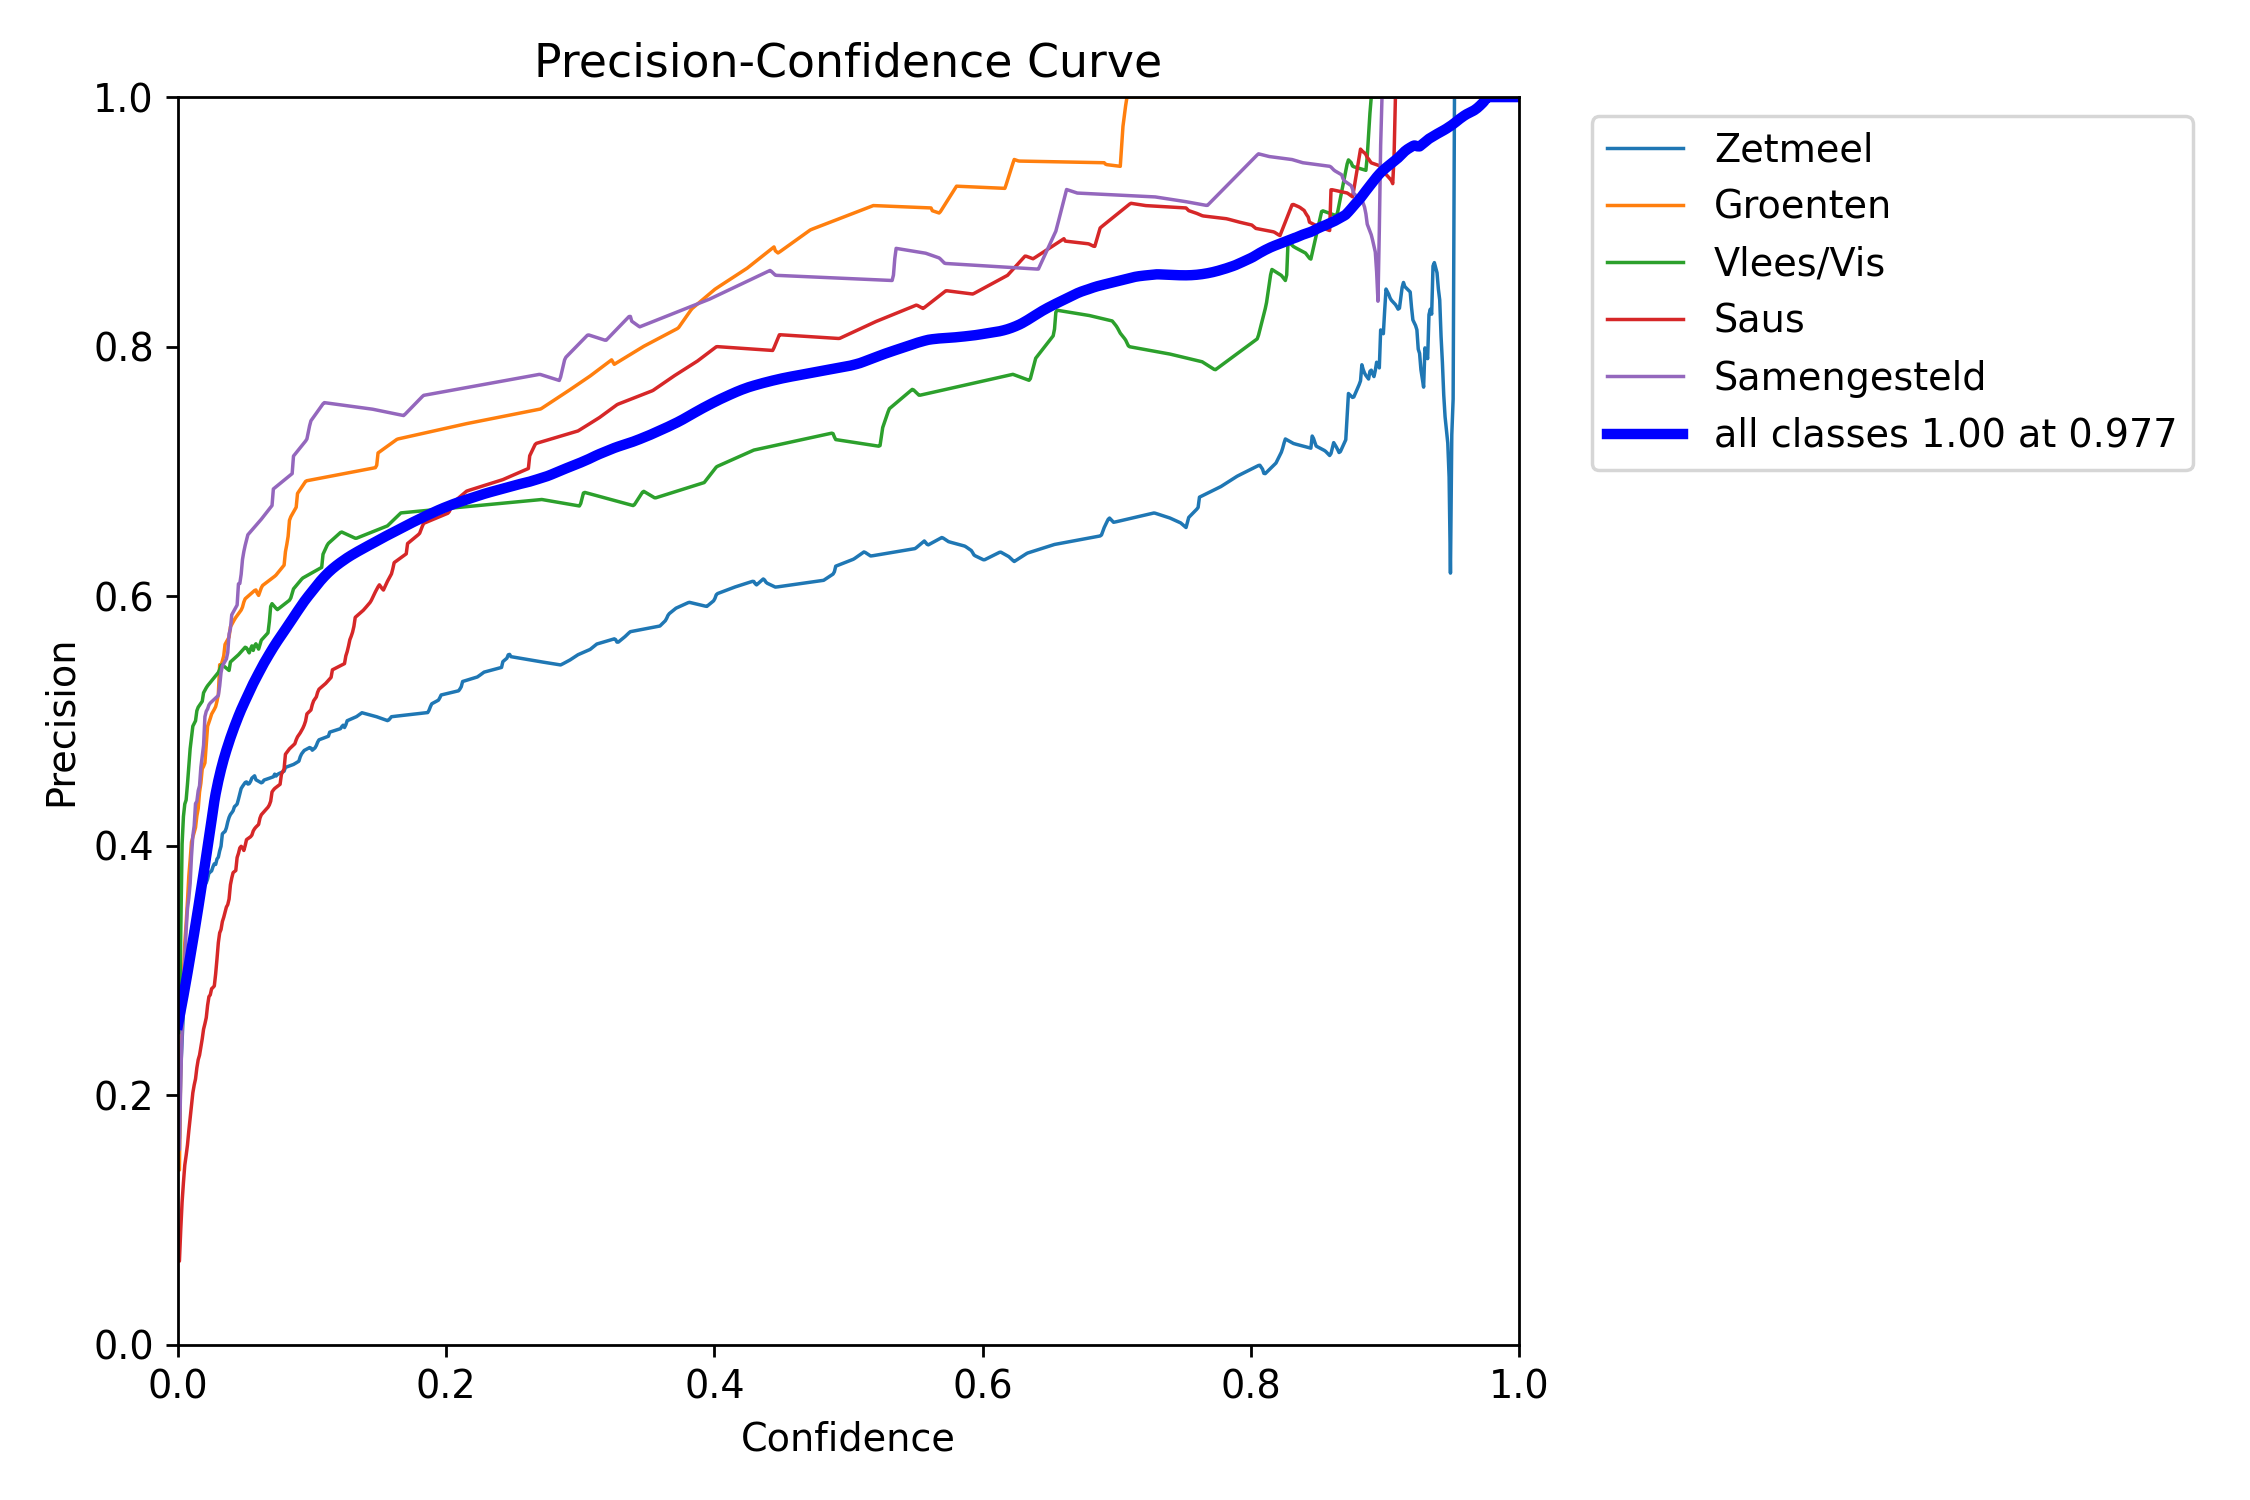 Precision-Confidence Curve
1.0
0.8
0.6
0.4
0.2
0.0
Precision
0.0 0.2 0.4 0.6 0.8 1.0
Confidence
Zetmeel
Groenten
Vlees/Vis
Saus
Samengesteld
all classes 1.00 at 0.977